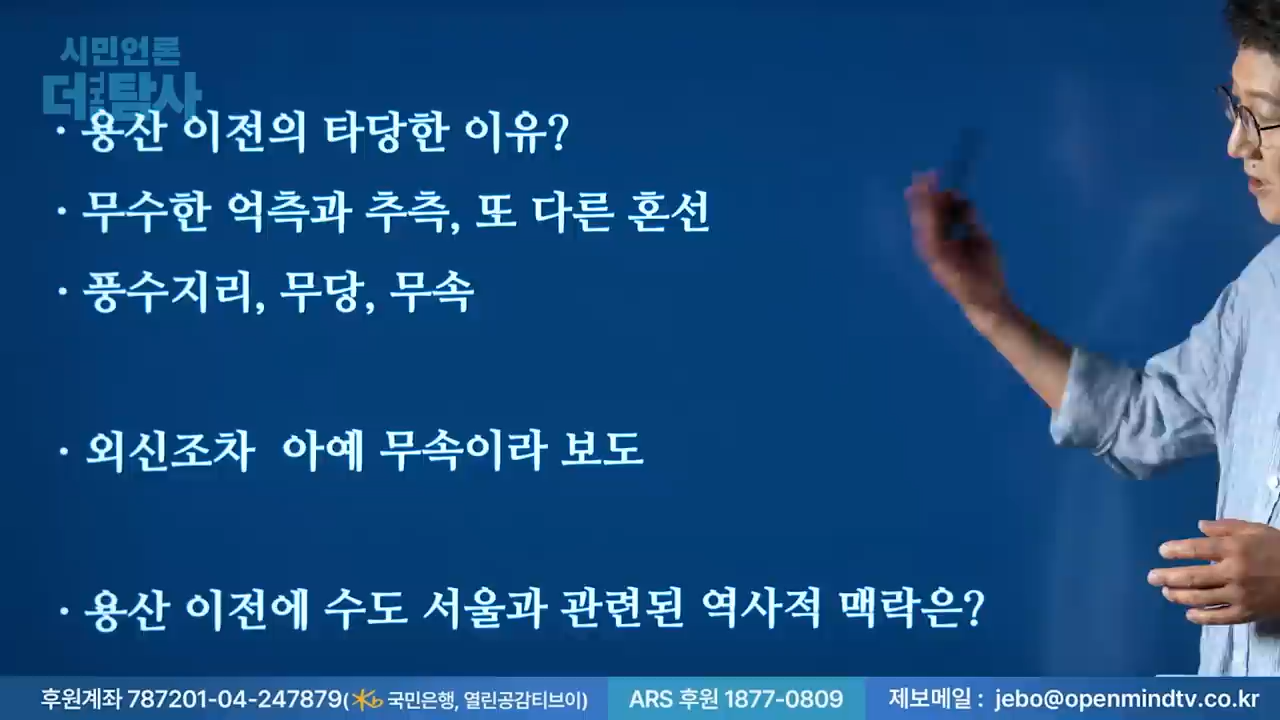 시민언론
더탐사
· 용산 이전의 타당한 이유?
· 무수한 억측과 추측, 또 다른 혼선
· 풍수지리, 무당, 무속
· 외신조차 아예 무속이라 보도
· 용산 이전에 수도 서울과 관련된 역사적 맥락은?
후원계좌 787201-04-247879( 국민은행, 열린공감티브이) ARS 후원 1877-0809 제보메일 : jebo@openmindtv.co.kr